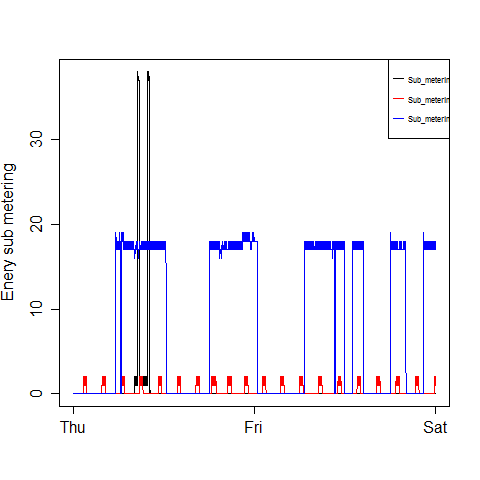 Sub_meterin
Sub_meterin
Sub_meterin
Enery sub metering
30
20
10
0
Thu Fri Sat